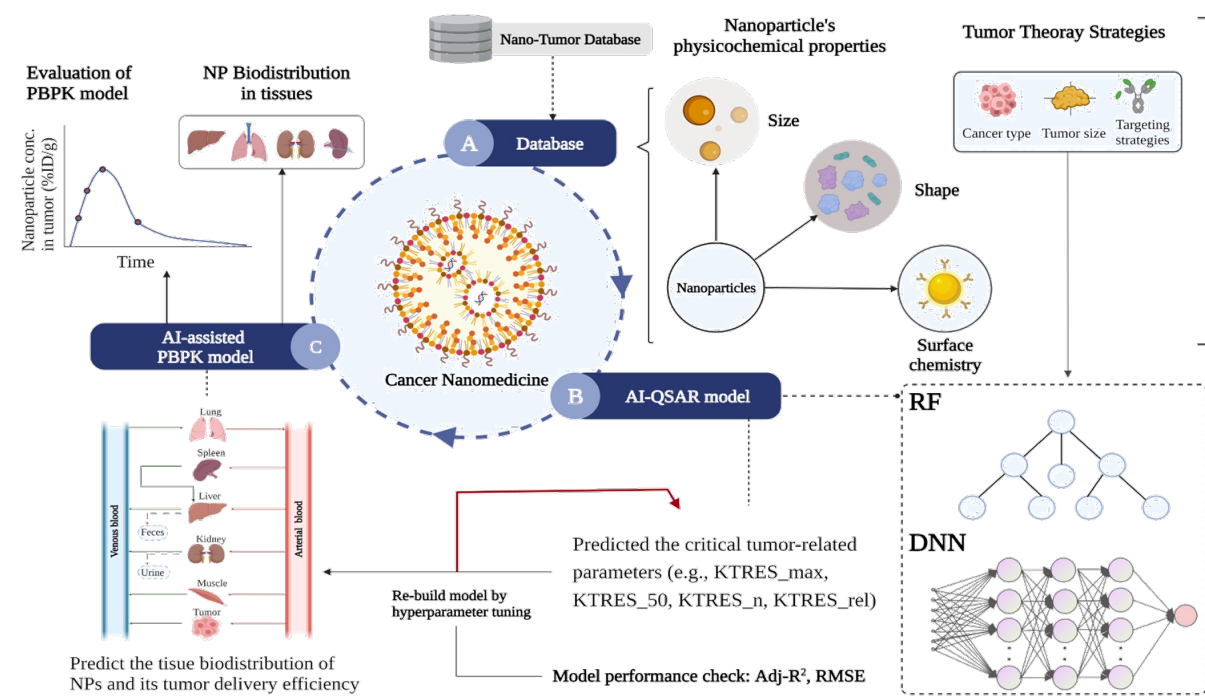 Nano-Tumor Database
Nanoparticle's
physicochemical properties
Tumor Theoray Strategies
Evaluation of
PBPK model
NP Biodistribution
in tissues
A
Database
Size
Cancer type
Tumor size
Targeting
strategies
Nanoparticle conc.
in tumor (%ID/g)
Time
Shape
Nanoparticles
Surface
chemistry
AI-assisted
PBPK model
C
Cancer Nanomedicine
B
AI-QSAR model
RF
DNN
Lung
Spleen
Liver
Feces
Kidney
Urine
Muscle
Tumor
Venous blood
Arterial blood
Predict the tissue biodistribution of
NPs and its tumor delivery efficiency
Re-build model by
hyperparameter tuning
Predicted the critical tumor-related
parameters (e.g., KTRES_max,
KTRES_50, KTRES_n, KTRES_rel)
Model performance check: Adj-R², RMSE